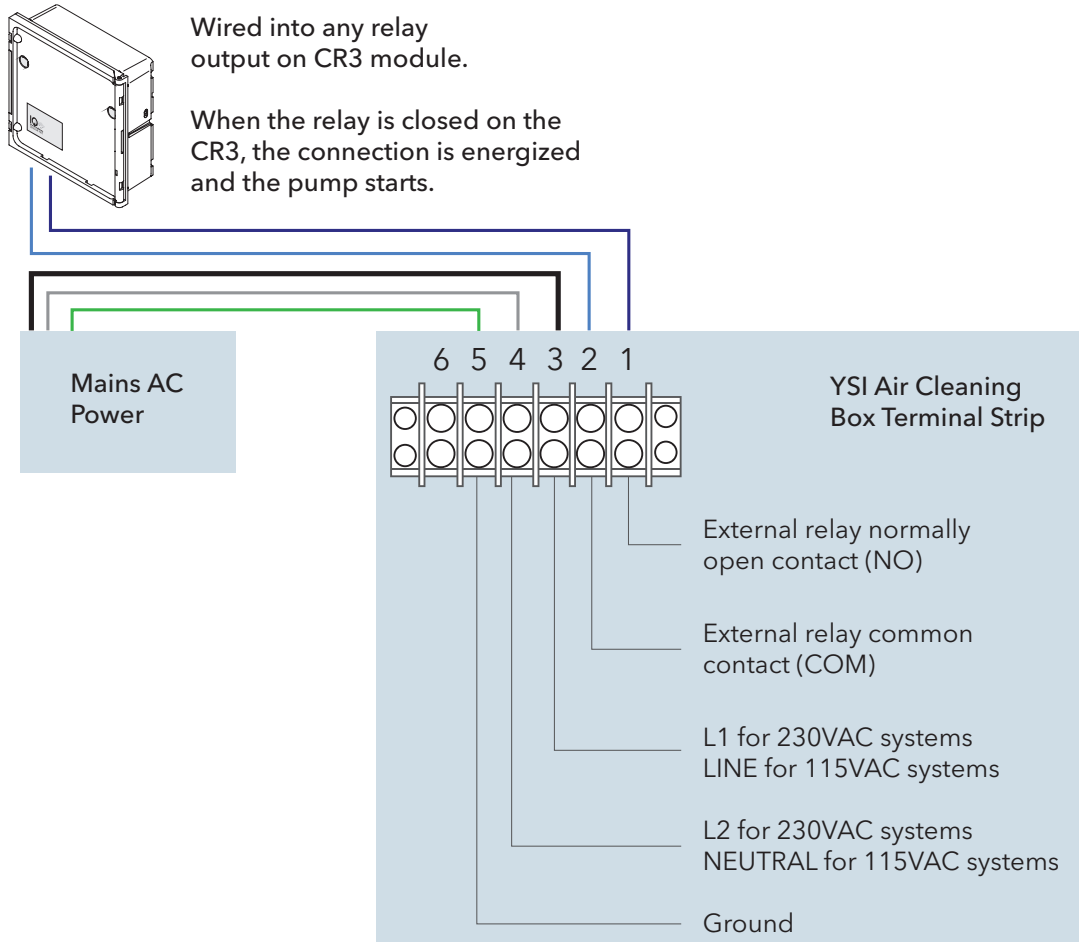 Wired into any relay
output on CR3 module.
When the relay is closed on the
CR3, the connection is energized
and the pump starts.
Mains AC
Power
6 5 4 3 2 1
YSI Air Cleaning
Box Terminal Strip
External relay normally
open contact (NO)
External relay common
contact (COM)
L1 for 230VAC systems
LINE for 115VAC systems
L2 for 230VAC systems
NEUTRAL for 115VAC systems
Ground